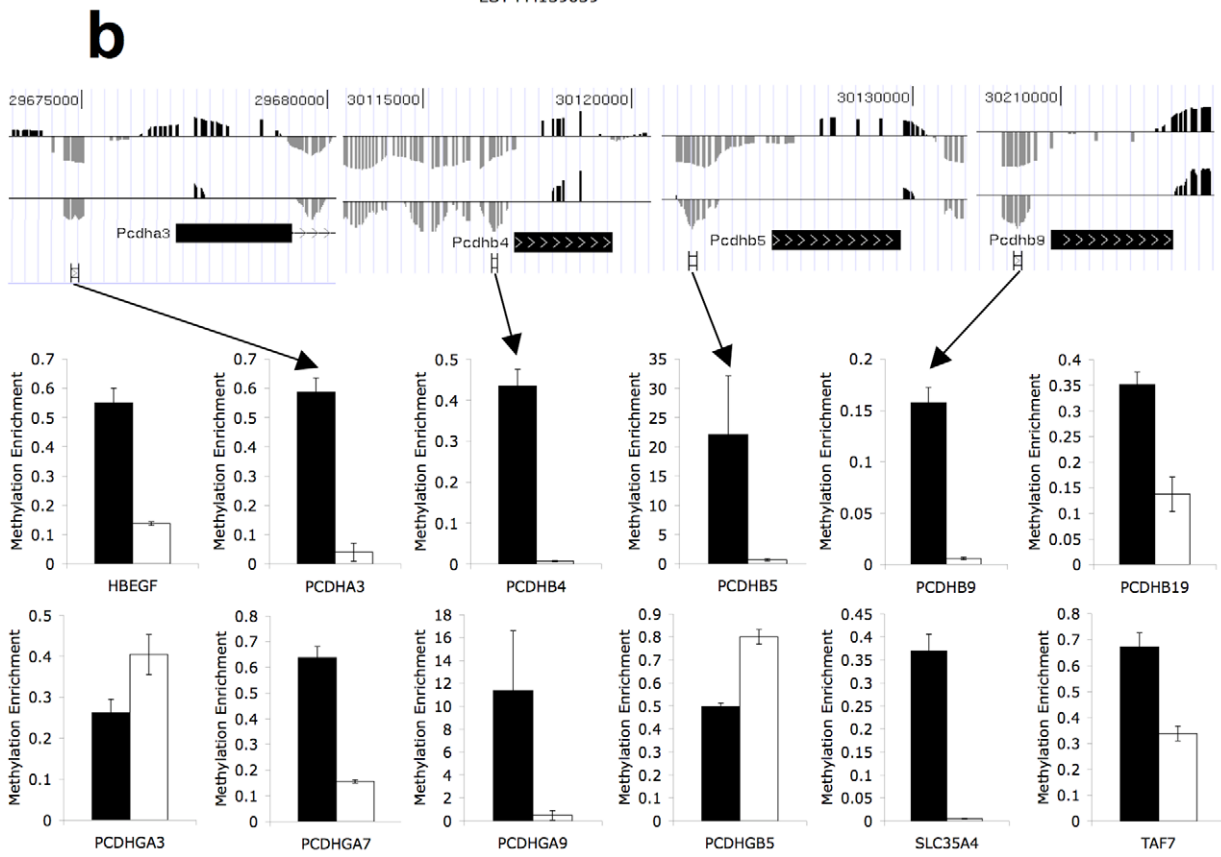 b
29675000 29680000 30115000 30120000 30130000 30210000
Pcdha3 Pcdhb4 Pcdhb5 Pcdhb9
0.7 0.6 0.5 0.4 0.3 0.2 0.1 0
Methylation Enrichment
HBEGF
0.7 0.6 0.5 0.4 0.3 0.2 0.1 0
Methylation Enrichment
PCDHA3
0.5 0.4 0.3 0.2 0.1 0
Methylation Enrichment
PCDHB4
35 30 25 20 15 10 5 0
Methylation Enrichment
PCDHB5
0.2 0.15 0.1 0.05 0
Methylation Enrichment
PCDHB9
0.4 0.35 0.3 0.25 0.2 0.15 0.1 0.05 0
Methylation Enrichment
PCDHB19
0.5 0.4 0.3 0.2 0.1 0
Methylation Enrichment
PCDHGA3
0.8 0.7 0.6 0.5 0.4 0.3 0.2 0.1 0
Methylation Enrichment
PCDHGA7
18 16 14 12 10 8 6 4 2 0
Methylation Enrichment
PCDHGA9
0.9 0.8 0.7 0.6 0.5 0.4 0.3 0.2 0.1 0
Methylation Enrichment
PCDHGB5
0.45 0.4 0.35 0.3 0.25 0.2 0.15 0.1 0.05 0
Methylation Enrichment
SLC35A4
0.8 0.7 0.6 0.5 0.4 0.3 0.2 0.1 0
Methylation Enrichment
TAF7